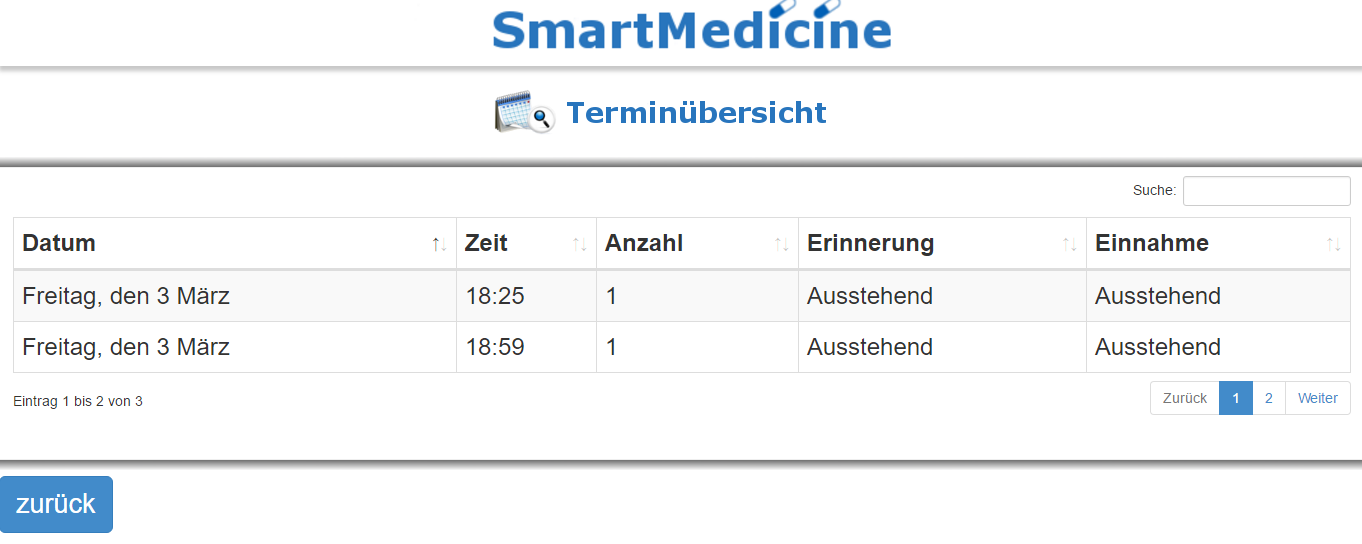 SmartMedicine
Terminübersicht
Suche:
Datum Zeit Anzahl Erinnerung Einnahme
Freitag, den 3 März 18:25 1 Ausstehend Ausstehend
Freitag, den 3 März 18:59 1 Ausstehend Ausstehend
Eintrag 1 bis 2 von 3 Zurück 1 2 Weiter
zurück